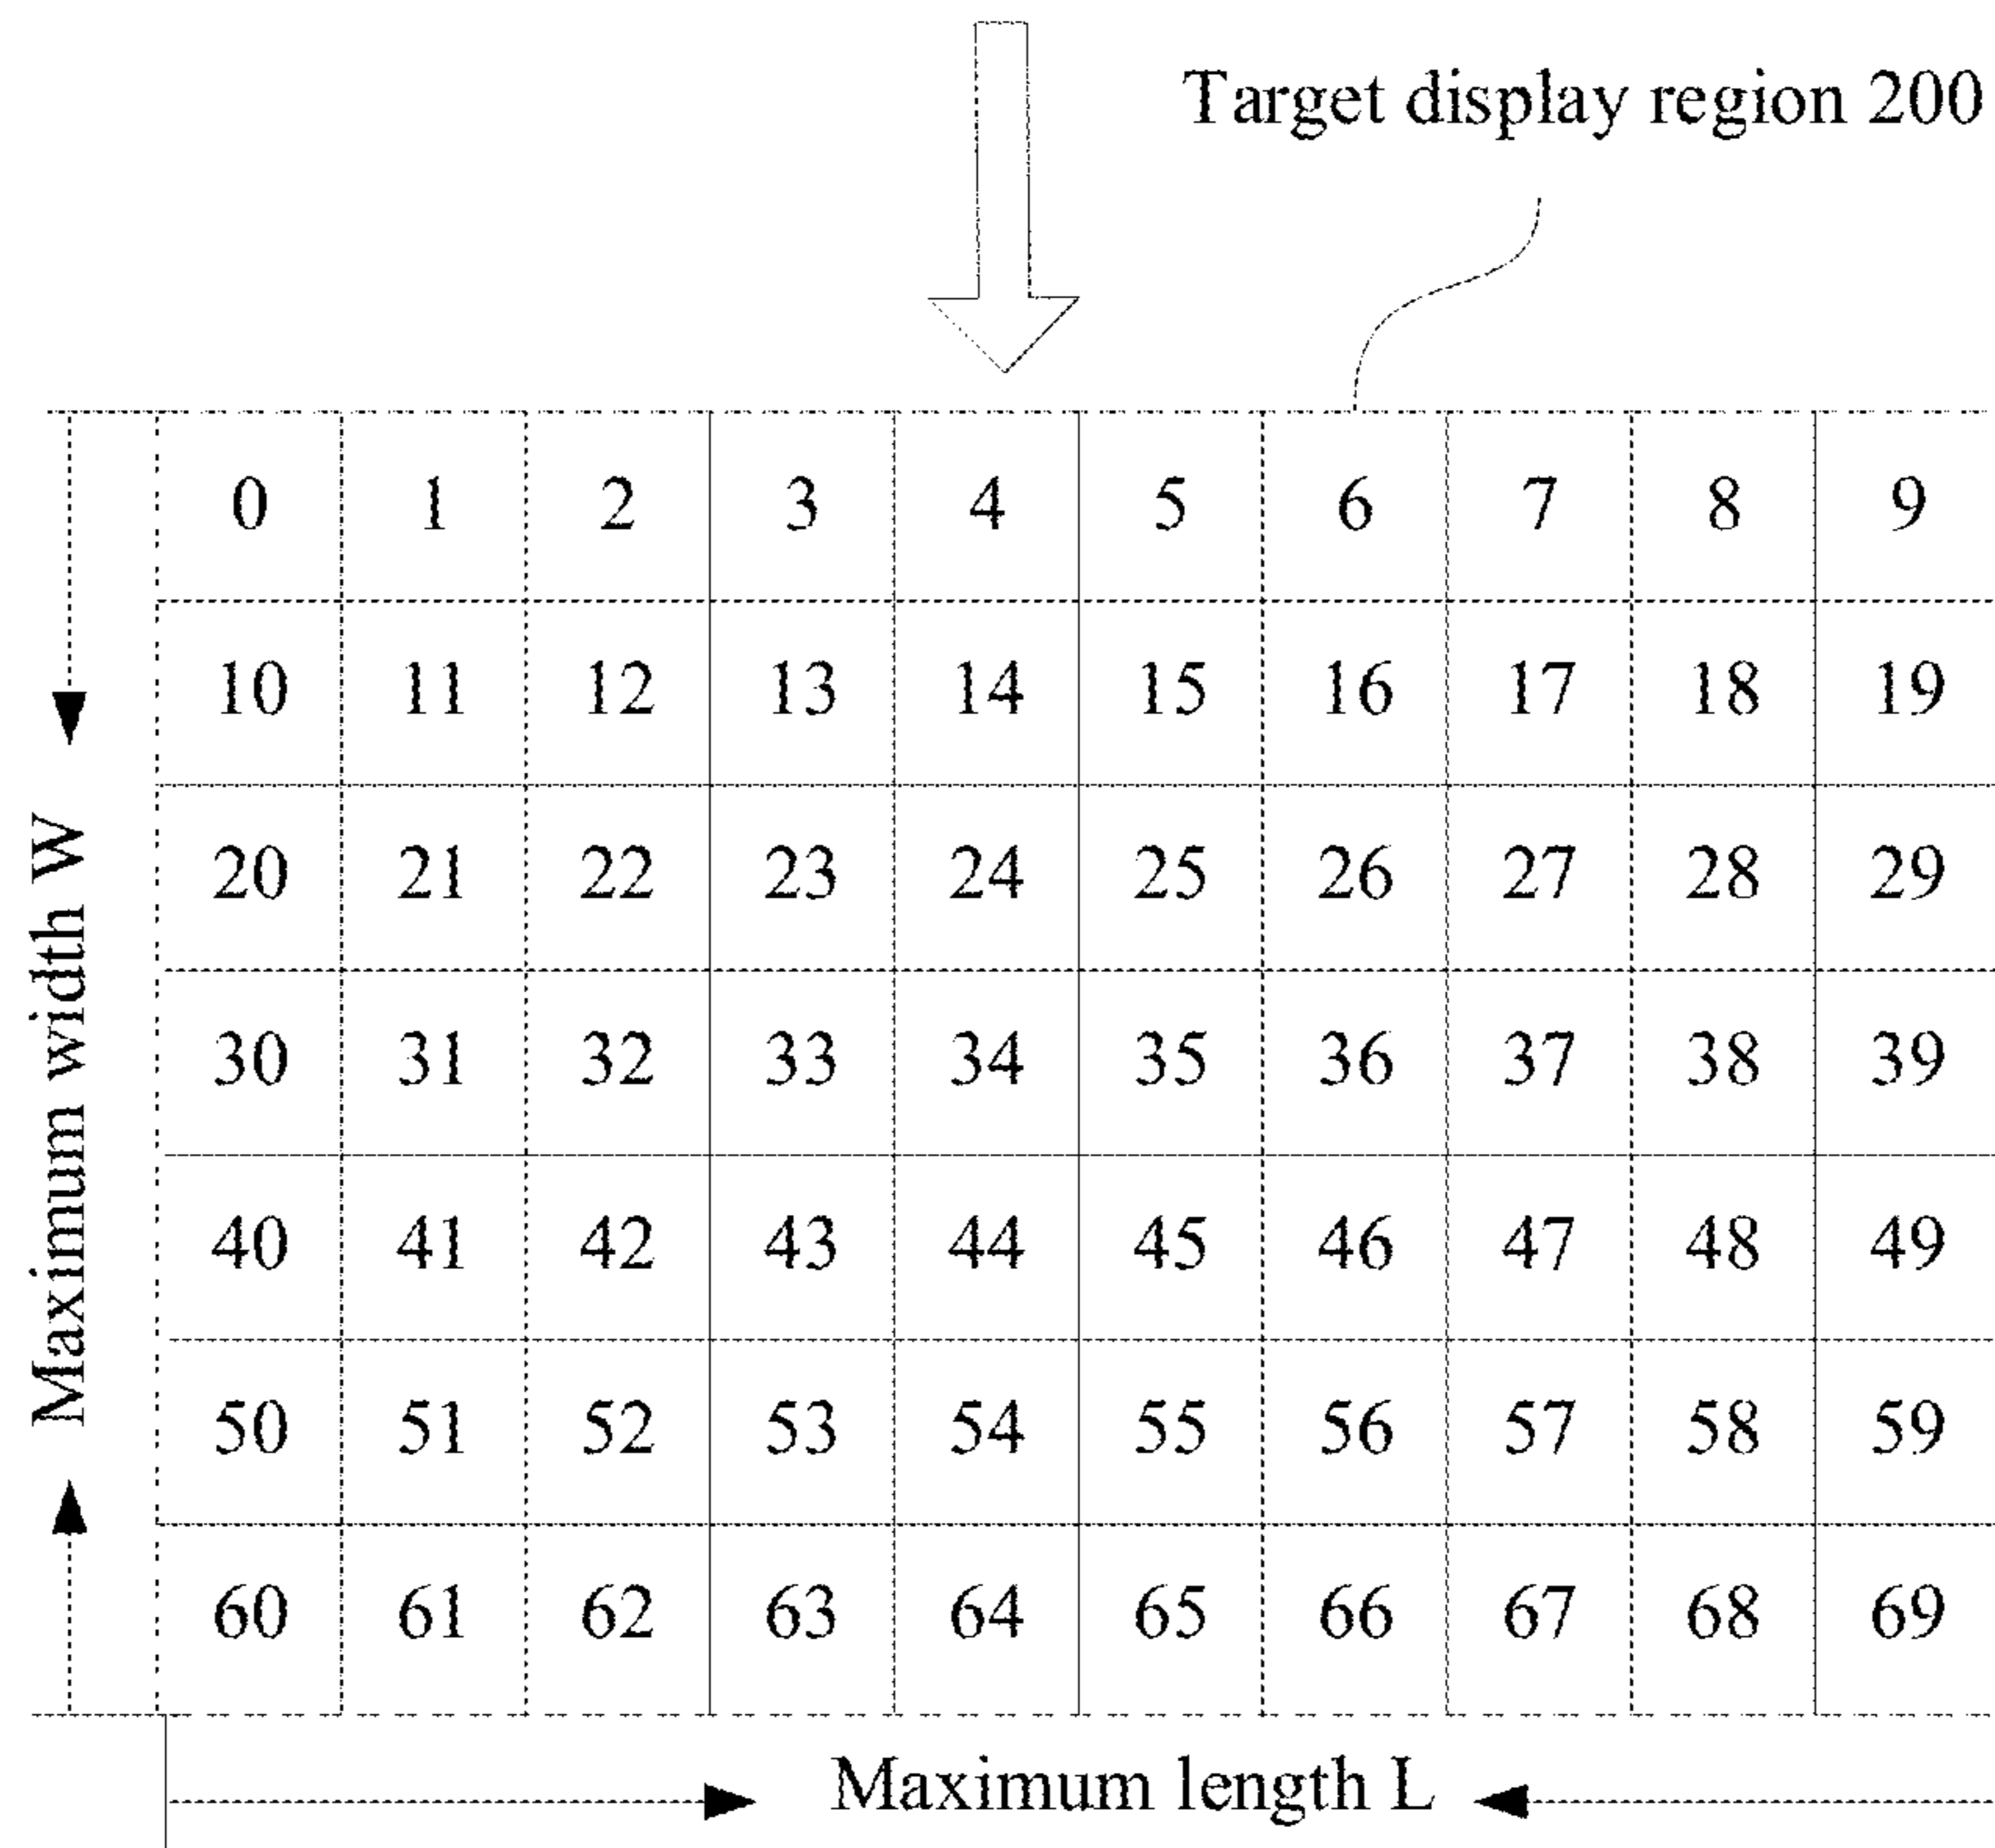 Target display region 200
0 1 2 3 4 5 6 7 8 9
10 11 12 13 14 15 16 17 18 19
20 21 22 23 24 25 26 27 28 29
30 31 32 33 34 35 36 37 38 39
40 41 42 43 44 45 46 47 48 49
50 51 52 53 54 55 56 57 58 59
60 61 62 63 64 65 66 67 68 69
Maximum width W
Maximum length L